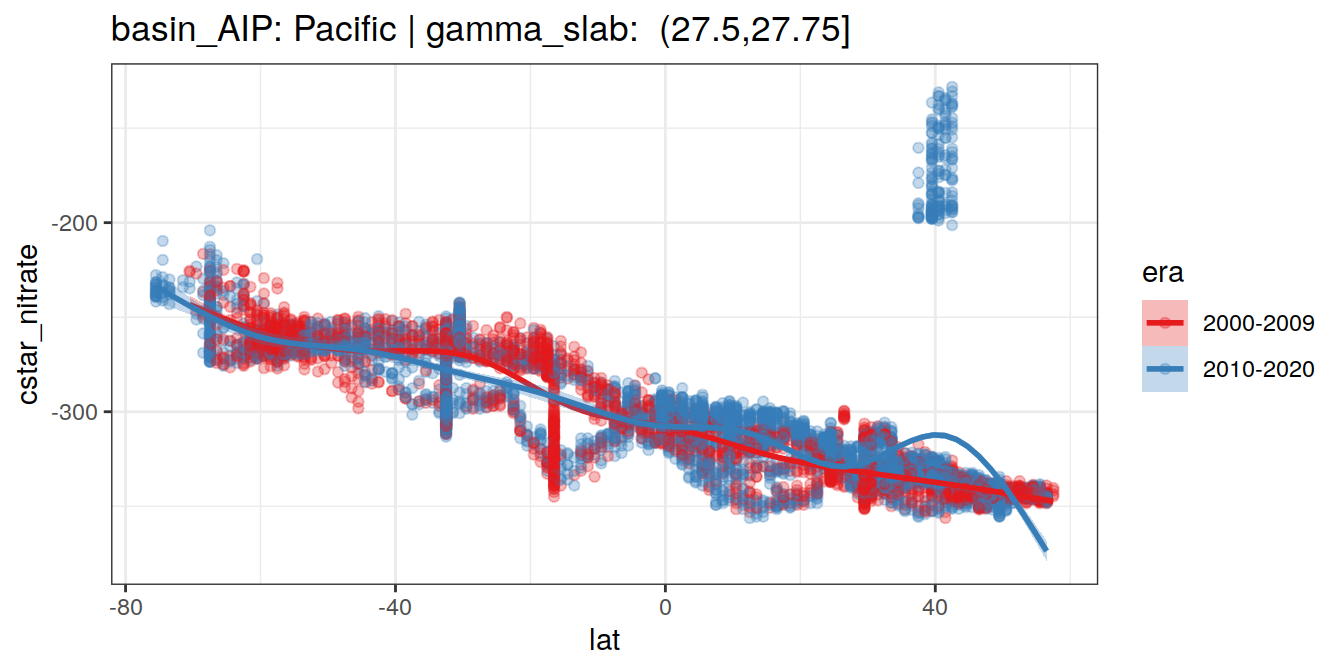 basin_AIP: Pacific | gamma_slab:  (27.5,27.75]
cstar_nitrate
-200
-300
-80
-40
0
40
lat
era
2000-2009
2010-2020